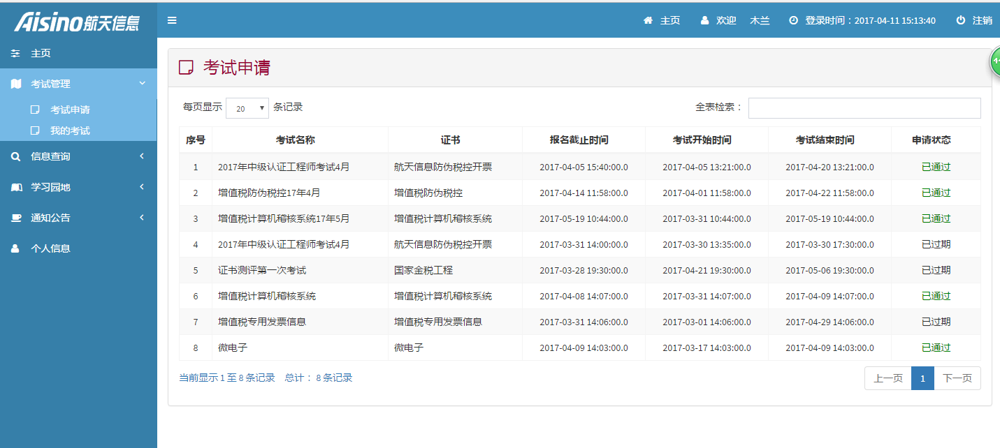 Aisino航天信息
主页 欢迎 木兰 登录时间：2017-04-11 15:13:40 注销
主页
考试管理
考试申请
我的考试
信息查询
学习园地
通知公告
个人信息
考试申请
每页显示 20 条记录 全表检索：
序号 考试名称 证书 报名截止时间 考试开始时间 考试结束时间 申请状态
1 2017年中级认证工程师考试4月 航天信息防伪税控开票 2017-04-05 15:40:00.0 2017-04-05 13:21:00.0 2017-04-20 13:21:00.0 已通过
2 增值税防伪税控17年4月 增值税防伪税控 2017-04-14 11:58:00.0 2017-04-01 11:58:00.0 2017-04-22 11:58:00.0 已通过
3 增值税计算机稽核系统17年5月 增值税计算机稽核系统 2017-05-19 10:44:00.0 2017-03-31 10:44:00.0 2017-05-19 10:44:00.0 已通过
4 2017年中级认证工程师考试4月 航天信息防伪税控开票 2017-03-31 14:00:00.0 2017-03-30 13:35:00.0 2017-03-30 17:30:00.0 已过期
5 证书测评第一次考试 国家金税工程 2017-03-28 19:30:00.0 2017-04-21 19:30:00.0 2017-05-06 19:30:00.0 已过期
6 增值税计算机稽核系统 增值税计算机稽核系统 2017-04-08 14:07:00.0 2017-03-31 14:07:00.0 2017-04-09 14:07:00.0 已通过
7 增值税专用发票信息 增值税专用发票信息 2017-03-31 14:06:00.0 2017-03-01 14:06:00.0 2017-04-29 14:06:00.0 已过期
8 微电子 微电子 2017-04-09 14:03:00.0 2017-03-17 14:03:00.0 2017-04-09 14:03:00.0 已通过
当前显示 1 至 8 条记录 总计： 8 条记录
上一页 1 下一页